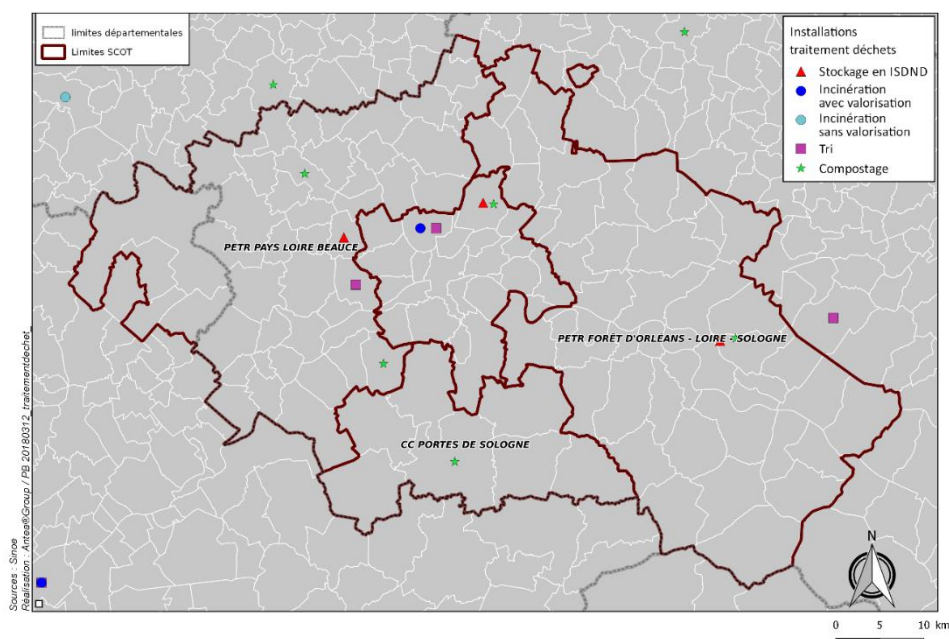 limites départementales
Limites SCOT
Installations
traitement déchets
Stockage en ISDND
Incinération
avec valorisation
Incinération
sans valorisation
Tri
Compostage
PETR PAYS LOIRE BEAUCE
PETR FORÊT D'ORLEANS - LOIRE - SOLOGNE
CC PORTES DE SOLOGNE
Sources : Sinoe
Réalisation : Antea®Group / PB 20180312_traitementdechet_
N
0 5 10 km